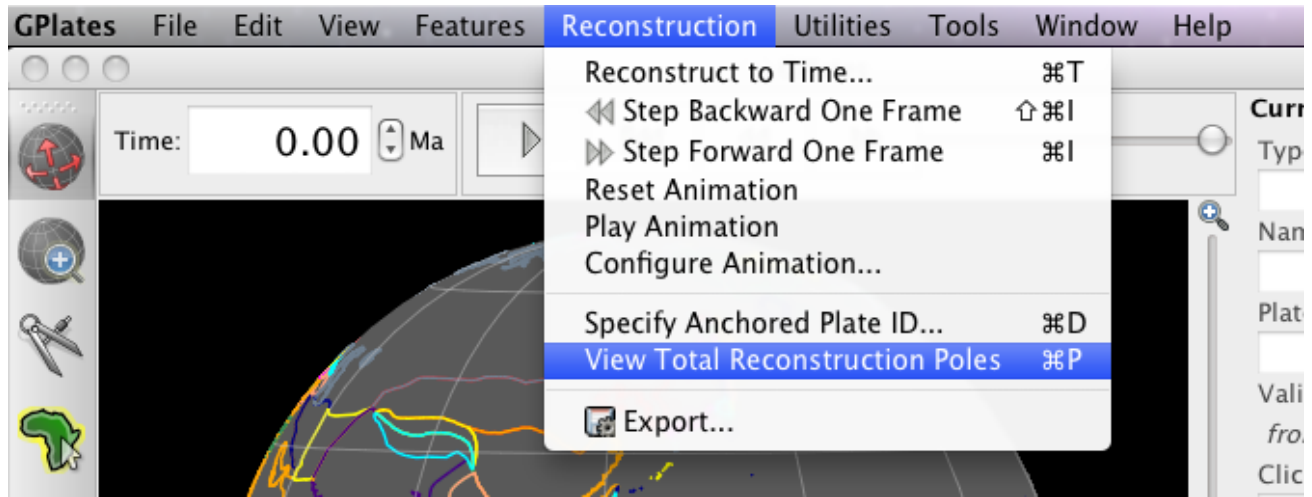 GPlates File Edit View Features Reconstruction Utilities Tools Window Help
Reconstruct to Time... ⌘T
Step Backward One Frame ⇧⌘I
Step Forward One Frame ⌘I
Reset Animation
Play Animation
Configure Animation...
Specify Anchored Plate ID... ⌘D
View Total Reconstruction Poles ⌘P
Export...
Time: 0.00 Ma